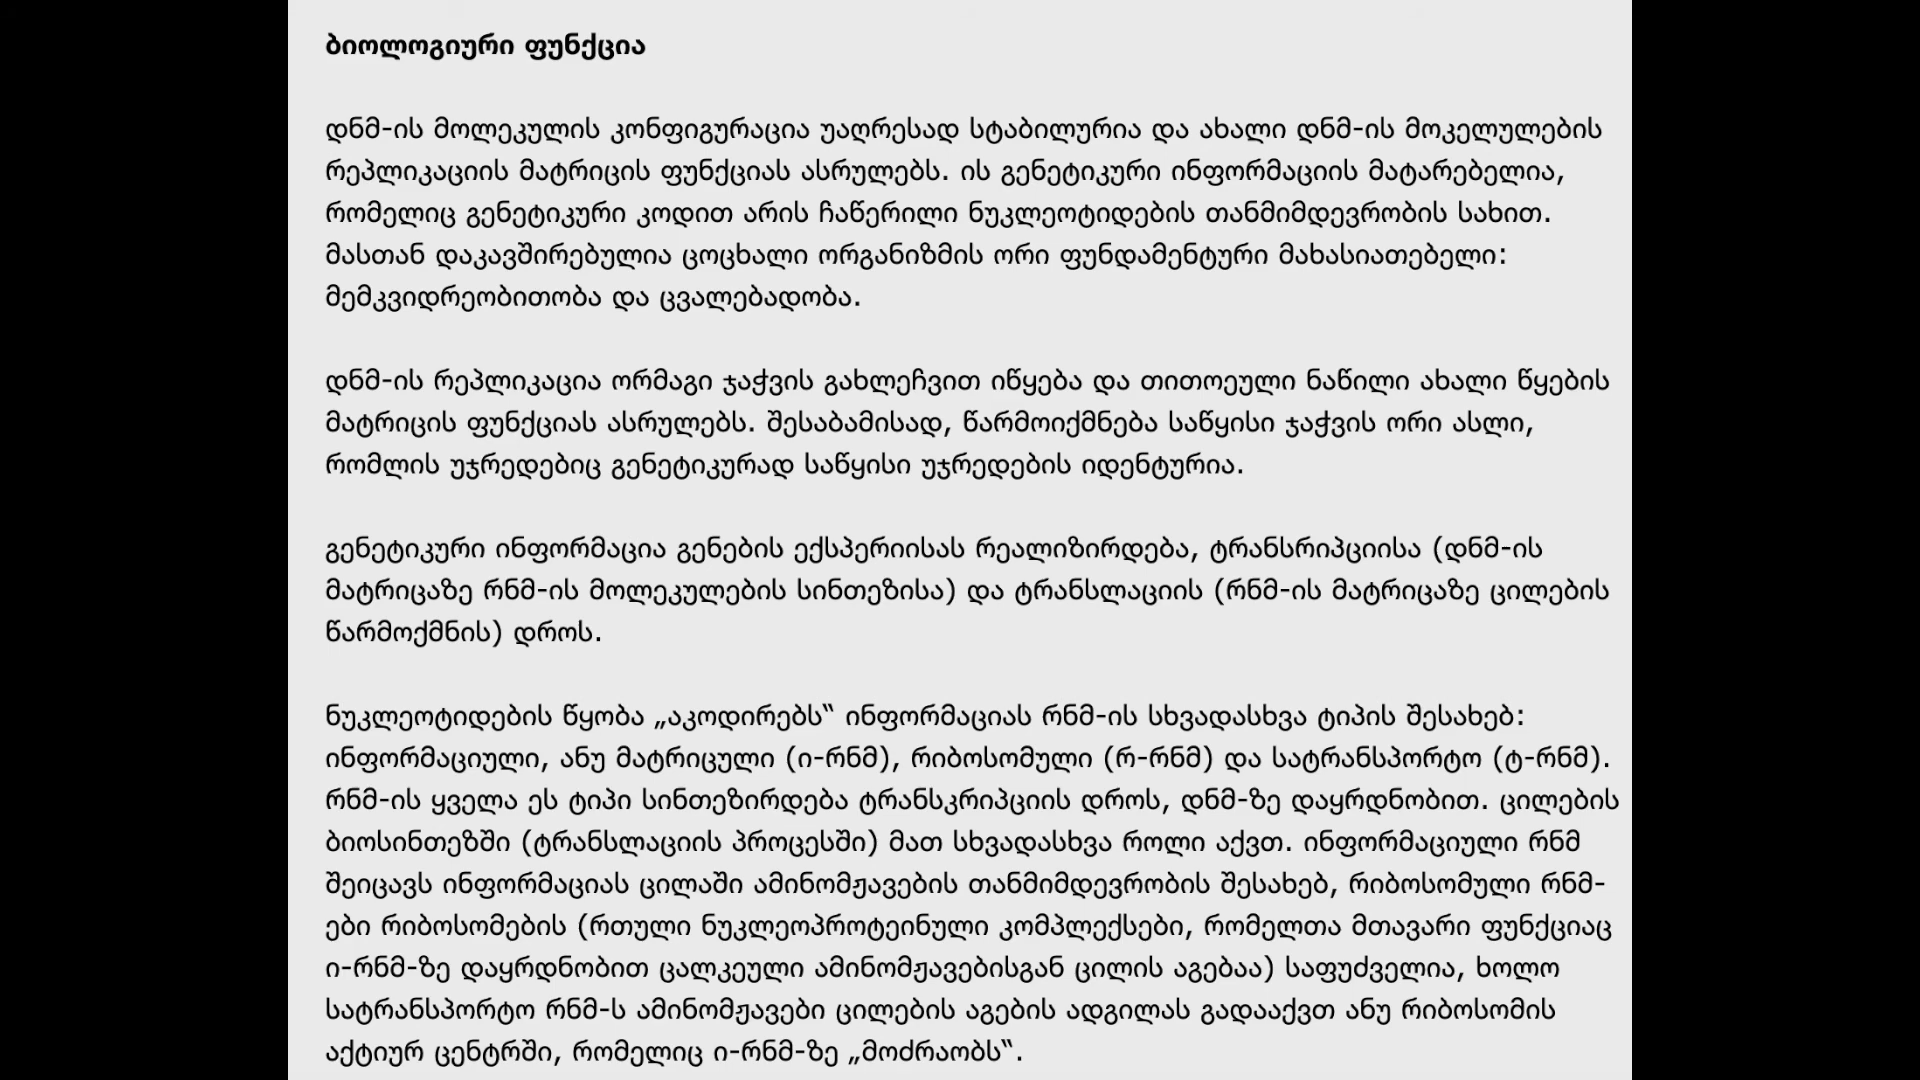 ბიოლოგიური ფუნქცია
დნმ-ის მოლეკულის კონფიგურაცია უაღრესად სტაბილურია და ახალი დნმ-ის მოკელულების
რეპლიკაციის მატრიცის ფუნქციას ასრულებს. ის გენეტიკური ინფორმაციის მატარებელია,
რომელიც გენეტიკური კოდით არის ჩაწერილი ნუკლეოტიდების თანმიმდევრობის სახით.
მასთან დაკავშირებულია ცოცხალი ორგანიზმის ორი ფუნდამენტური მახასიათებელი:
მემკვიდრეობითობა და ცვალებადობა.
დნმ-ის რეპლიკაცია ორმაგი ჯაჭვის გახლეჩვით იწყება და თითოეული ნაწილი ახალი წყების
მატრიცის ფუნქციას ასრულებს. შესაბამისად, წარმოიქმნება საწყისი ჯაჭვის ორი ასლი,
რომლის უჯრედებიც გენეტიკურად საწყისი უჯრედების იდენტურია.
გენეტიკური ინფორმაცია გენების ექსპერიისას რეალიზირდება, ტრანსრიპციისა (დნმ-ის
მატრიცაზე რნმ-ის მოლეკულების სინთეზისა) და ტრანსლაციის (რნმ-ის მატრიცაზე ცილების
წარმოქმნის) დროს.
ნუკლეოტიდების წყობა „აკოდირებს“ ინფორმაციას რნმ-ის სხვადასხვა ტიპის შესახებ:
ინფორმაციული, ანუ მატრიცული (ი-რნმ), რიბოსომული (რ-რნმ) და სატრანსპორტო (ტ-რნმ).
რნმ-ის ყველა ეს ტიპი სინთეზირდება ტრანსკრიპციის დროს, დნმ-ზე დაყრდნობით. ცილების
ბიოსინთეზში (ტრანსლაციის პროცესში) მათ სხვადასხვა როლი აქვთ. ინფორმაციული რნმ
შეიცავს ინფორმაციას ცილაში ამინომჟავების თანმიმდევრობის შესახებ, რიბოსომული რნმ-
ები რიბოსომების (რთული ნუკლეოპროტეინული კომპლექსები, რომელთა მთავარი ფუნქციაც
ი-რნმ-ზე დაყრდნობით ცალკეული ამინომჟავებისგან ცილის აგებაა) საფუძველია, ხოლო
სატრანსპორტო რნმ-ს ამინომჟავები ცილების აგების ადგილას გადააქვთ ანუ რიბოსომის
აქტიურ ცენტრში, რომელიც ი-რნმ-ზე „მოძრაობს“.